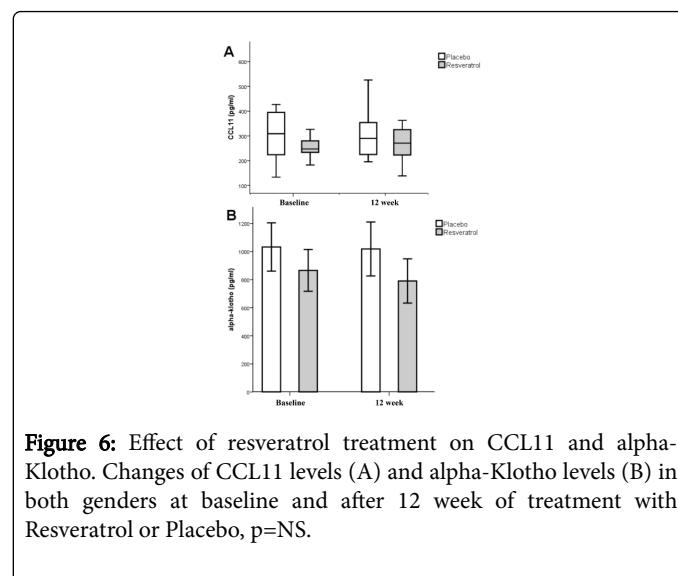 A
Placebo
Resveratrol
600
500
400
300
200
100
CCL11 (pg/ml)
Baseline
12 week
B
Placebo
Resveratrol
1200
1000
800
600
400
200
0
alpha-klotho (pg/ml)
Baseline
12 week
Figure 6: Effect of resveratrol treatment on CCL11 and alpha-
Klotho. Changes of CCL11 levels (A) and alpha-Klotho levels (B) in
both genders at baseline and after 12 week of treatment with
Resveratrol or Placebo, p=NS.